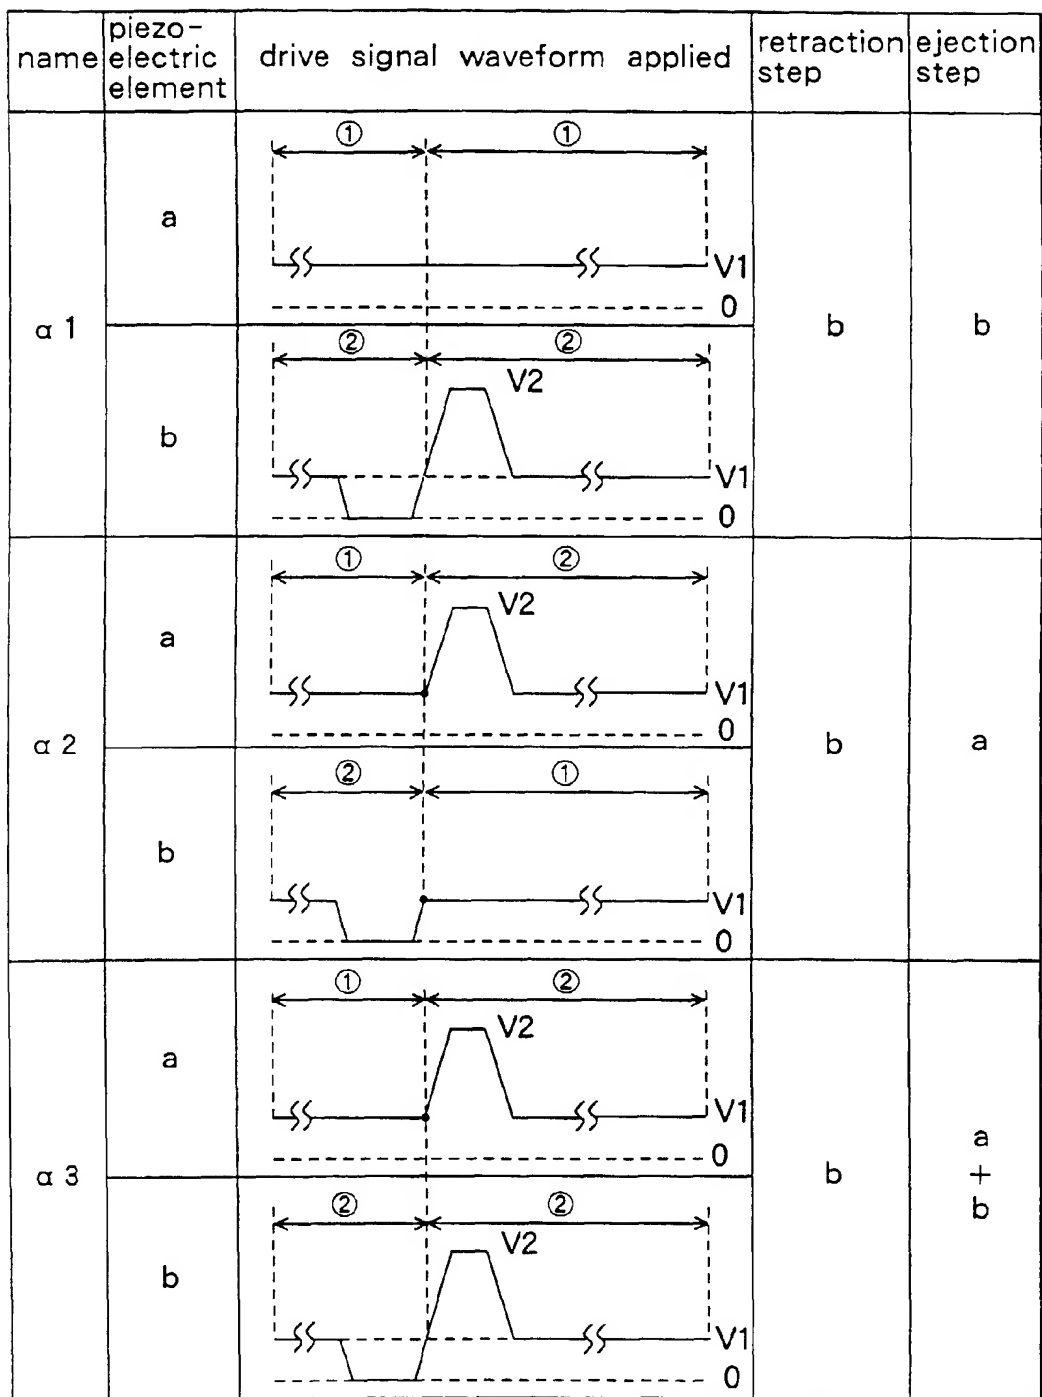 name
piezo-
electric
element
drive signal waveform applied
retraction
step
ejection
step
α 1
a
① ①
V1
0
b
② ②
V2
V1
0
b
b
α 2
a
① ②
V2
V1
0
b
② ①
V1
0
b
a
α 3
a
① ②
V2
V1
0
b
② ②
V2
V1
0
b
a
+
b